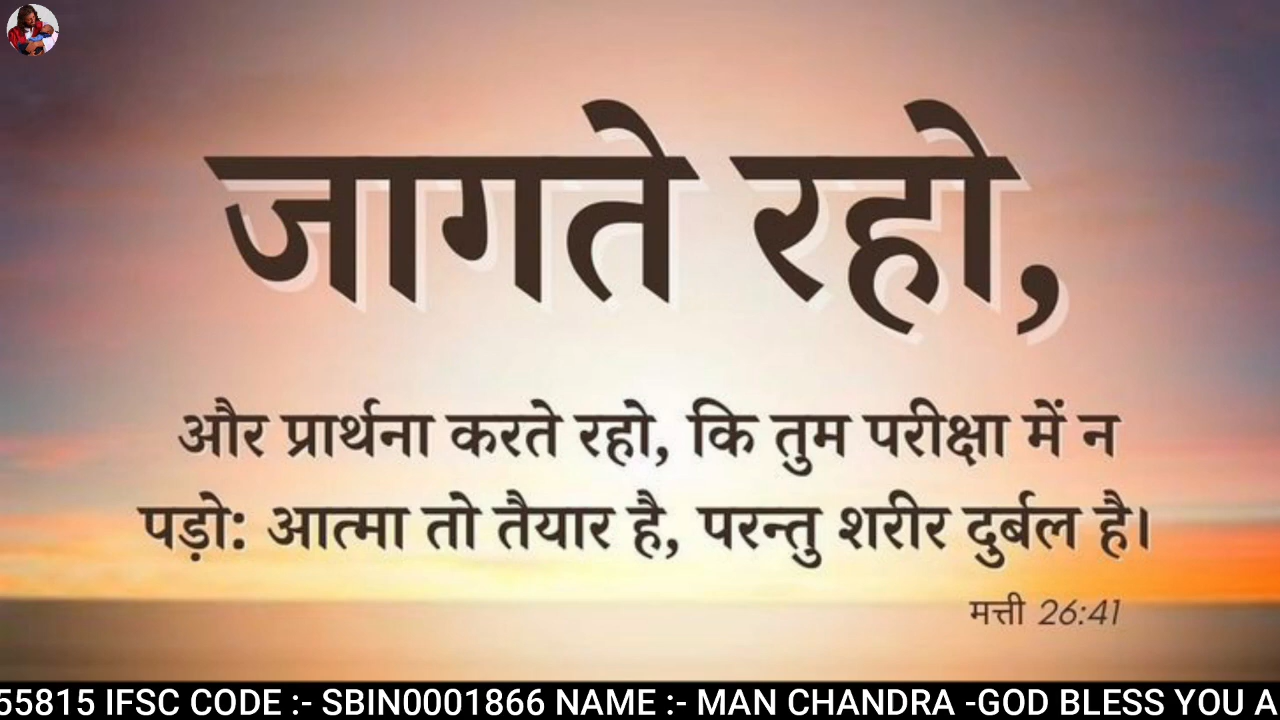 जागते रहो,
और प्रार्थना करते रहो, कि तुम परीक्षा में न
पड़ो: आत्मा तो तैयार है, परन्तु शरीर दुर्बल है।
मत्ती 26:41
55815 IFSC CODE :- SBIN0001866 NAME :- MAN CHANDRA -GOD BLESS YOU A